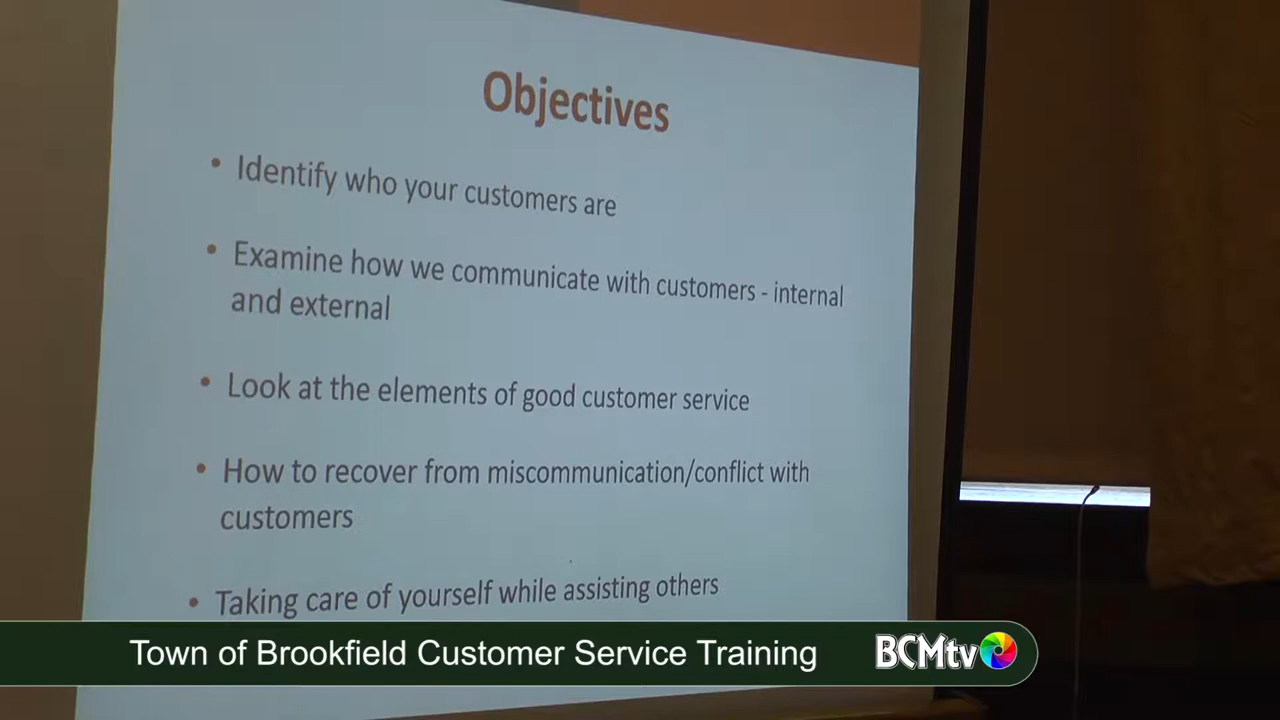 Objectives
• Identify who your customers are
• Examine how we communicate with customers - internal
and external
• Look at the elements of good customer service
• How to recover from miscommunication/conflict with
customers
• Taking care of yourself while assisting others
Town of Brookfield Customer Service Training
BCMtv